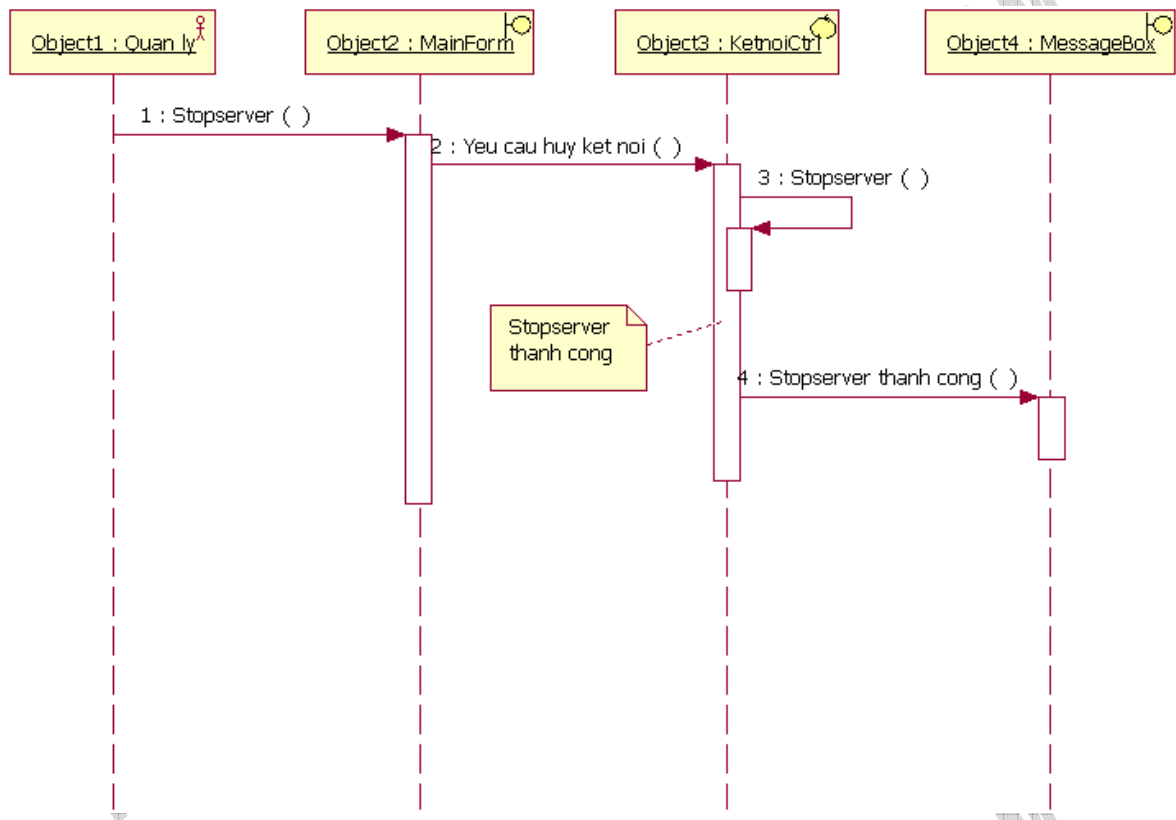 Object1 : Quan ly
Object2 : MainForm
Object3 : KetnoiCtrl
Object4 : MessageBox
1 : Stopserver ( )
2 : Yeu cau huy ket noi ( )
3 : Stopserver ( )
Stopserver
thanh cong
4 : Stopserver thanh cong ( )